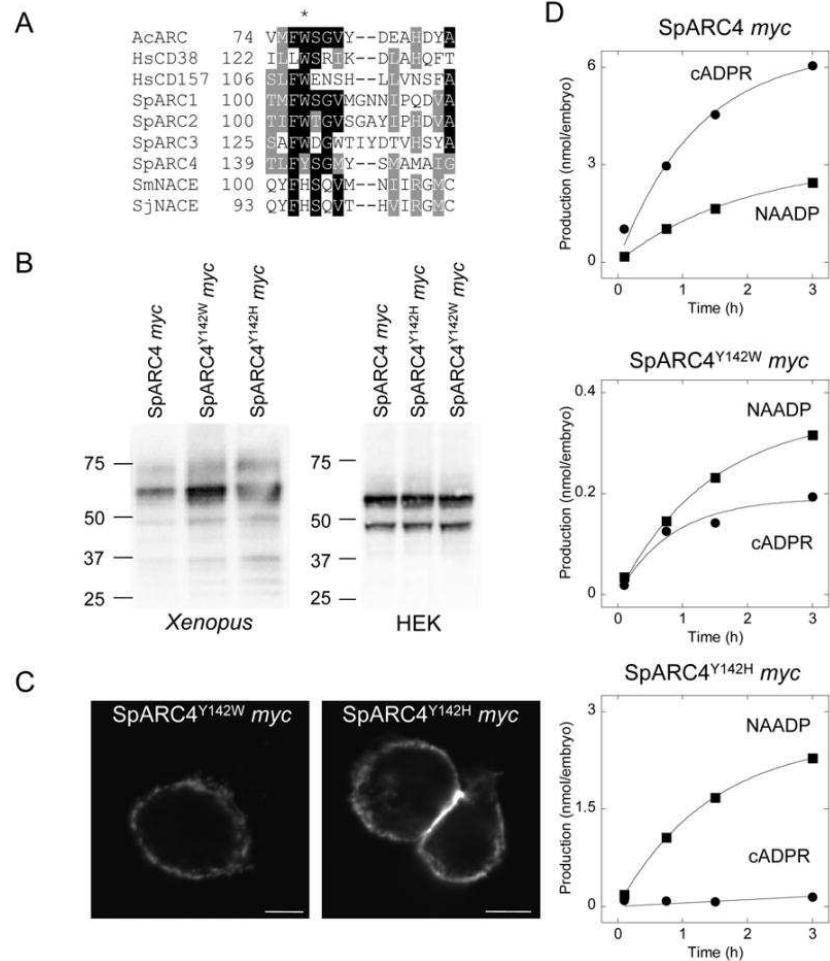 A
*
AcARC 74 VMFWSGVY--DEAHDYA
HsCD38 122 ILLWSRIK--DLAHQFT
HsCD157 106 SLFWENSH--LLVNSFA
SpARC1 100 TMFWSGVMGNNIPQDVA
SpARC2 100 TIFWTGVSGAYIPHDVA
SpARC3 125 SAFWDGWTIYDTVHSYA
SpARC4 139 TLFYSGMY--SMAMAIG
SmNACE 100 QYFHSQVM--NIIRGMC
SjNACE 93 QYFHSQVT--HVIRGMC
B
SpARC4 myc
SpARC4Y142W myc
SpARC4Y142H myc
75
50
37
25
Xenopus
SpARC4 myc
SpARC4Y142H myc
SpARC4Y142W myc
75
50
37
25
HEK
C
SpARC4Y142W myc
SpARC4Y142H myc
D
SpARC4 myc
Production (nmol/embryo)
6
3
0
cADPR
NAADP
0 1 2 3
Time (h)
SpARC4Y142W myc
Production (nmol/embryo)
0.4
0.2
0
NAADP
cADPR
0 1 2 3
Time (h)
SpARC4Y142H myc
Production (nmol/embryo)
3
1.5
0
NAADP
cADPR
0 1 2 3
Time (h)